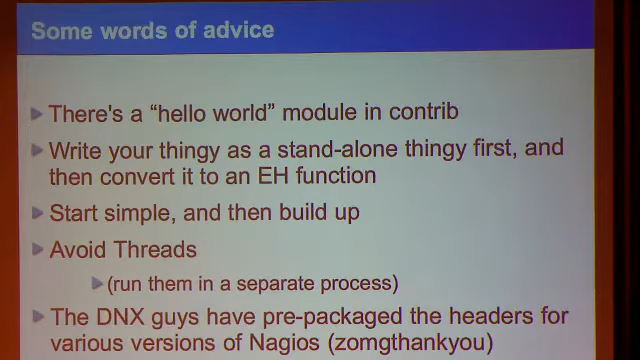 Some words of advice
There's a “hello world” module in contrib
Write your thingy as a stand-alone thingy first, and
then convert it to an EH function
Start simple, and then build up
Avoid Threads
(run them in a separate process)
The DNX guys have pre-packaged the headers for
various versions of Nagios (zomgthankyou)